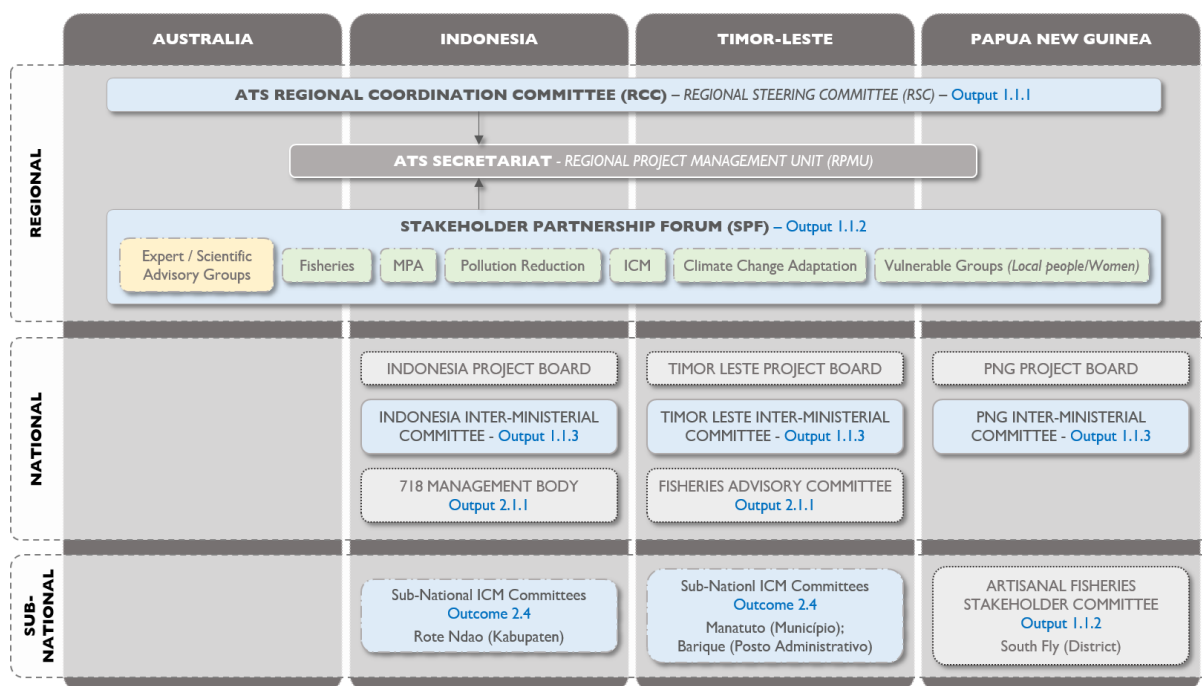 AUSTRALIA
INDONESIA
TIMOR-LESTE
PAPUA NEW GUINEA
REGIONAL
ATS REGIONAL COORDINATION COMMITTEE (RCC) – REGIONAL STEERING COMMITTEE (RSC) – Output 1.1.1
ATS SECRETARIAT - REGIONAL PROJECT MANAGEMENT UNIT (RPMU)
STAKEHOLDER PARTNERSHIP FORUM (SPF) – Output 1.1.2
Expert / Scientific
Advisory Groups
Fisheries
MPA
Pollution Reduction
ICM
Climate Change Adaptation
Vulnerable Groups (Local people/Women)
NATIONAL
INDONESIA PROJECT BOARD
TIMOR LESTE PROJECT BOARD
PNG PROJECT BOARD
INDONESIA INTER-MINISTERIAL
COMMITTEE - Output 1.1.3
TIMOR LESTE INTER-MINISTERIAL
COMMITTEE - Output 1.1.3
PNG INTER-MINISTERIAL
COMMITTEE - Output 1.1.3
718 MANAGEMENT BODY
Output 2.1.1
FISHERIES ADVISORY COMMITTEE
Output 2.1.1
SUB-
NATIONAL
Sub-National ICM Committees
Outcome 2.4
Rote Ndao (Kabupaten)
Sub-Nationl ICM Committees
Outcome 2.4
Manatuto (Município);
Barique (Posto Administrativo)
ARTISANAL FISHERIES
STAKEHOLDER COMMITTEE
Output 1.1.2
South Fly (District)